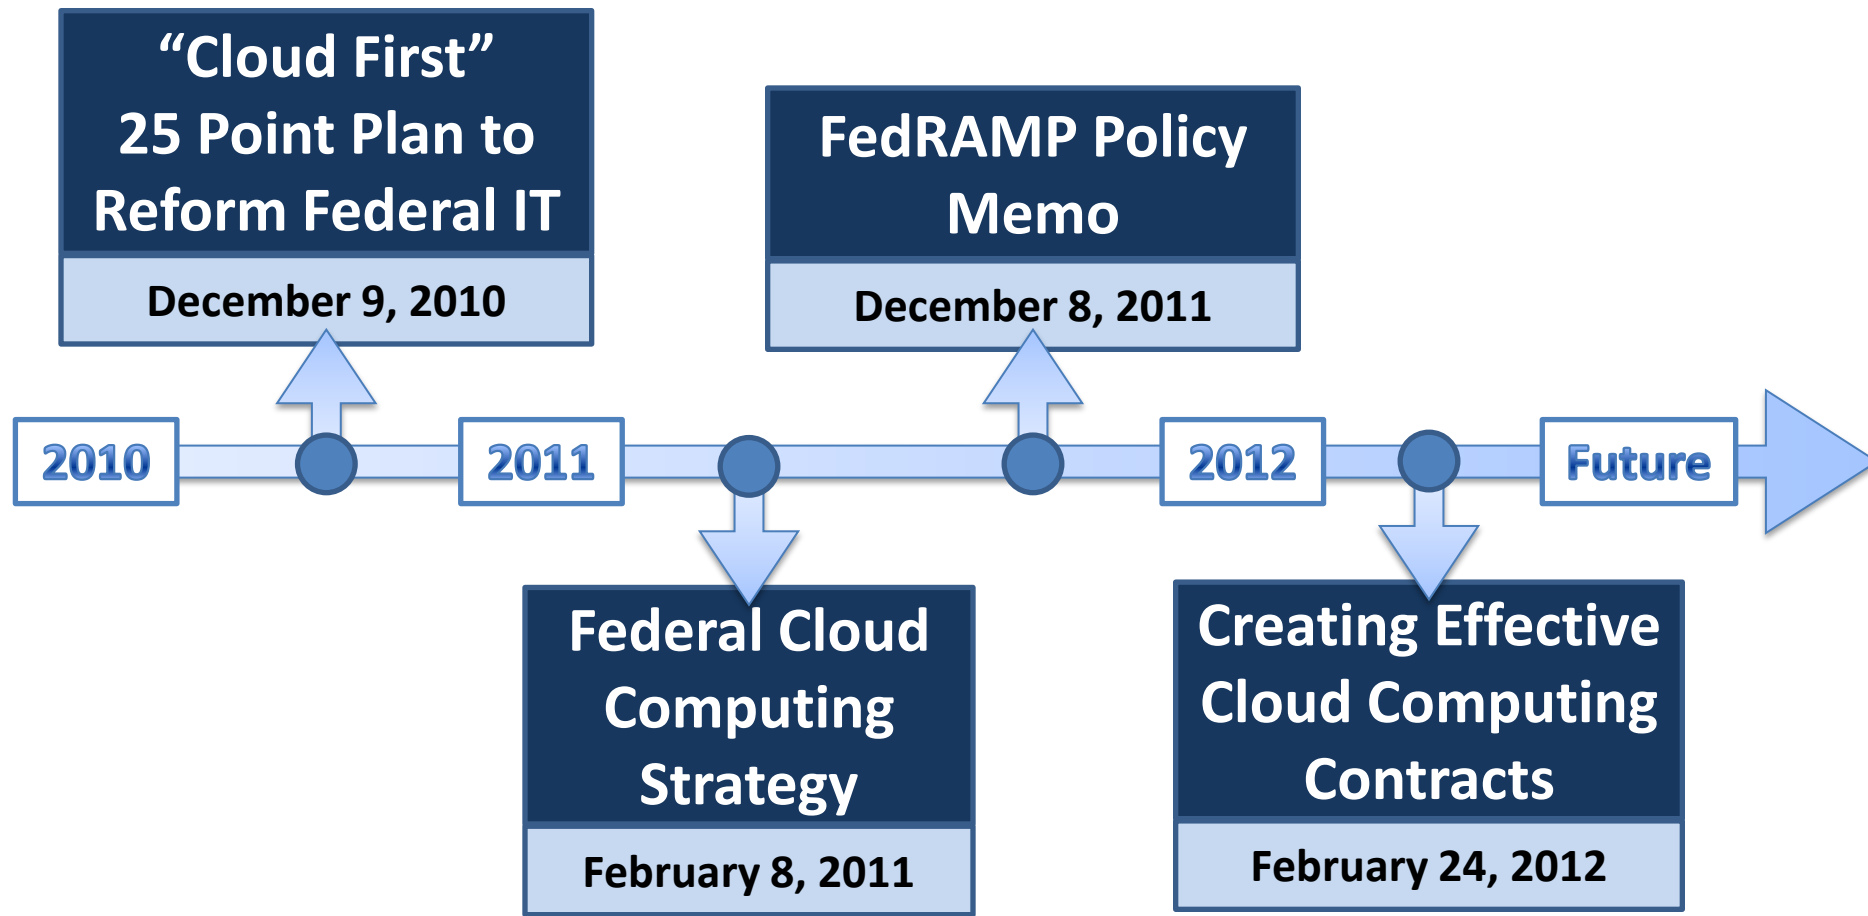 “Cloud First”
25 Point Plan to
Reform Federal IT
December 9, 2010
FedRAMP Policy
Memo
December 8, 2011
2010
2011
2012
Future
Federal Cloud
Computing
Strategy
February 8, 2011
Creating Effective
Cloud Computing
Contracts
February 24, 2012